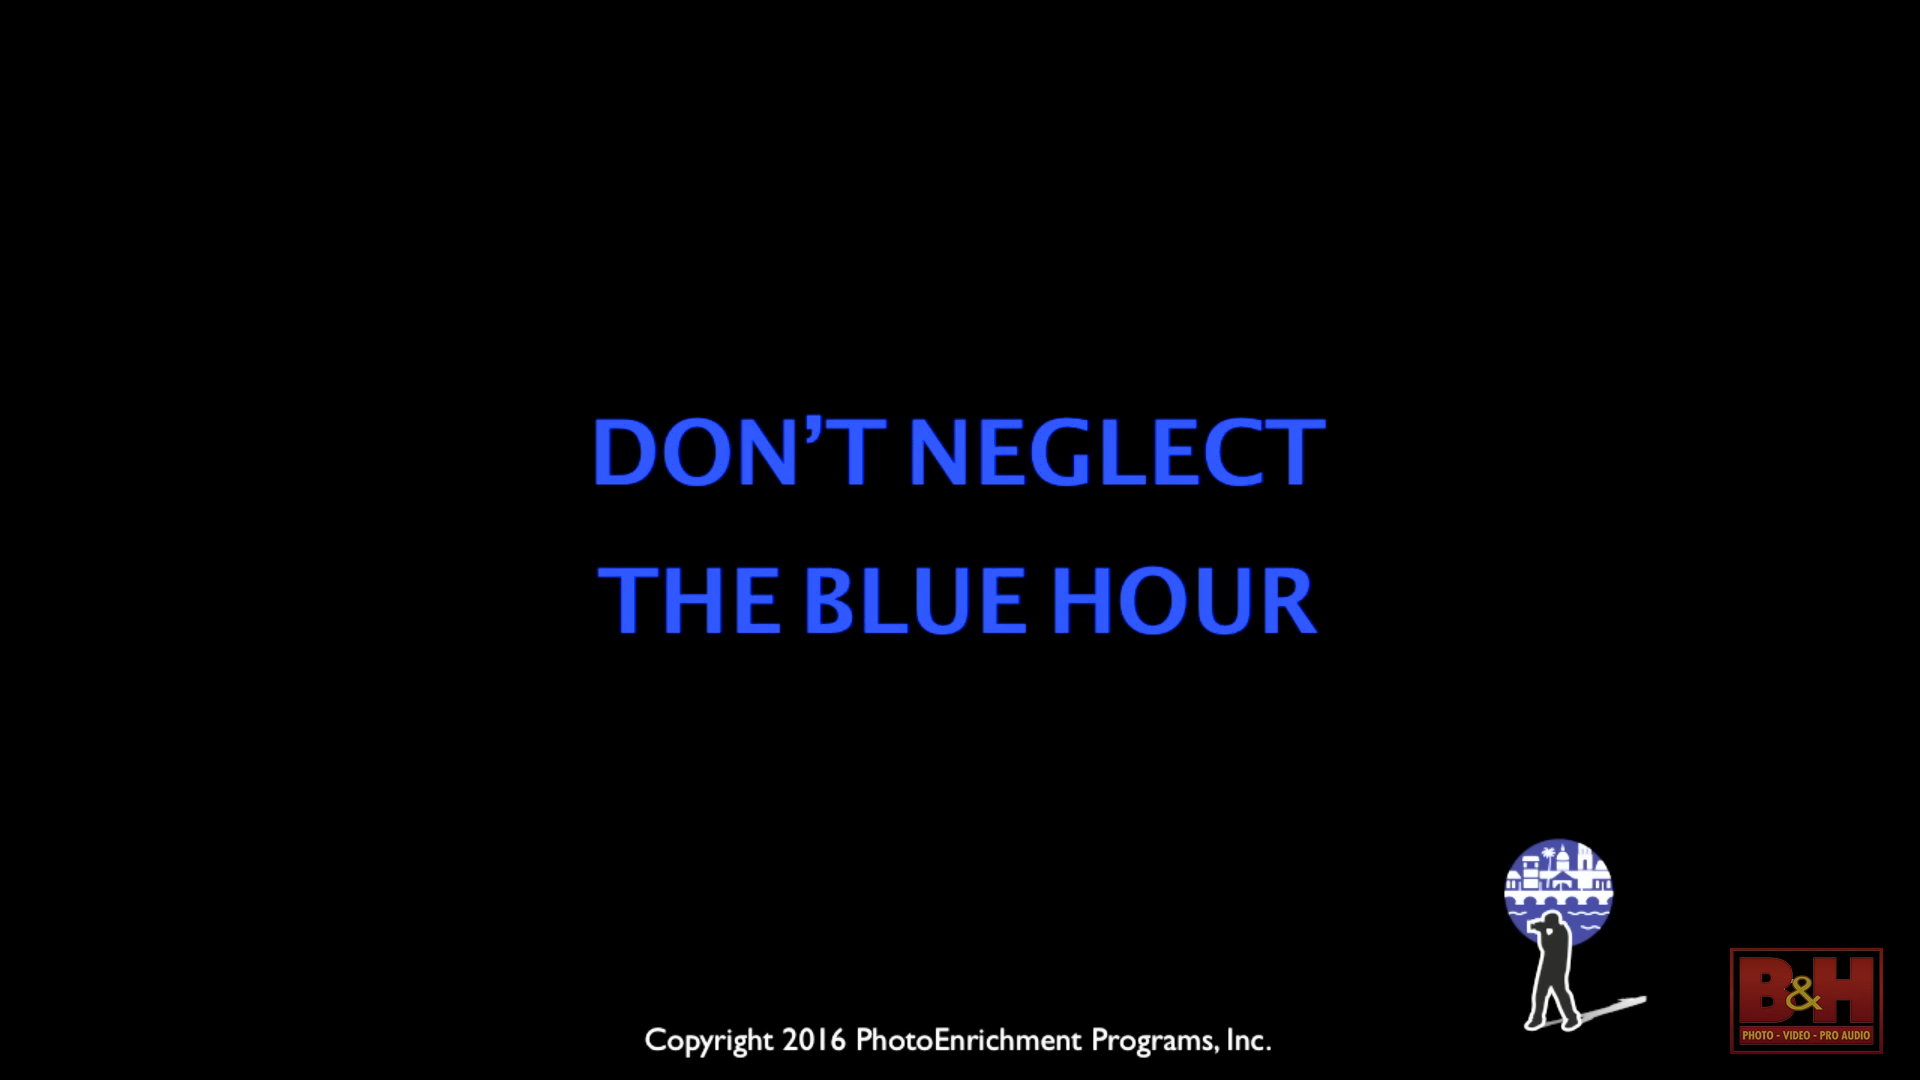 DON'T NEGLECT
THE BLUE HOUR
Copyright 2016 PhotoEnrichment Programs, Inc.
B&H
PHOTO - VIDEO - PRO AUDIO